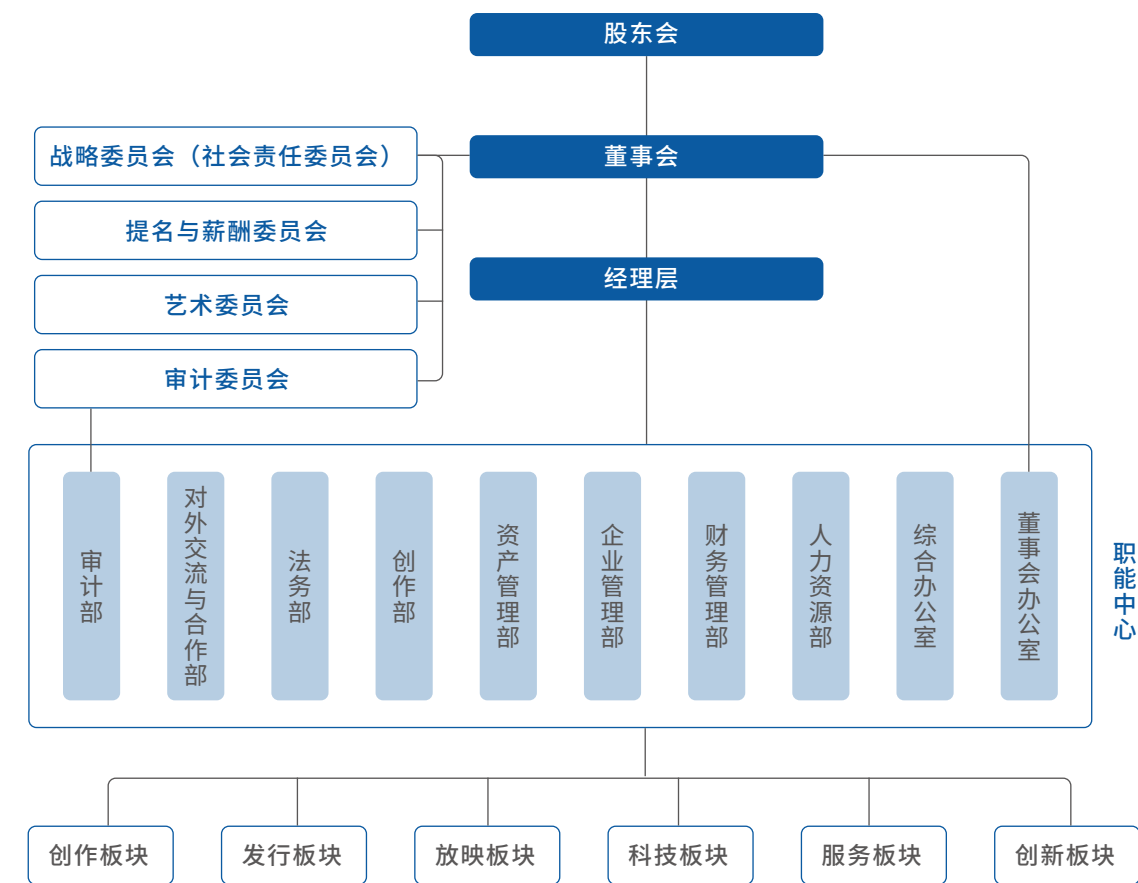 股东会
战略委员会（社会责任委员会）
董事会
提名与薪酬委员会
经理层
艺术委员会
审计委员会
审计部
对外交流与合作部
法务部
创作部
资产管理部
企业管理部
财务管理部
人力资源部
综合办公室
董事会办公室
职能中心
创作板块
发行板块
放映板块
科技板块
服务板块
创新板块